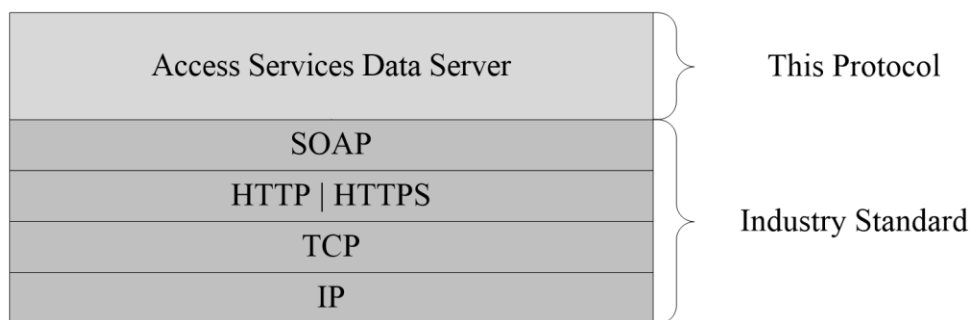 Access Services Data Server
This Protocol
SOAP
HTTP | HTTPS
TCP
IP
Industry Standard